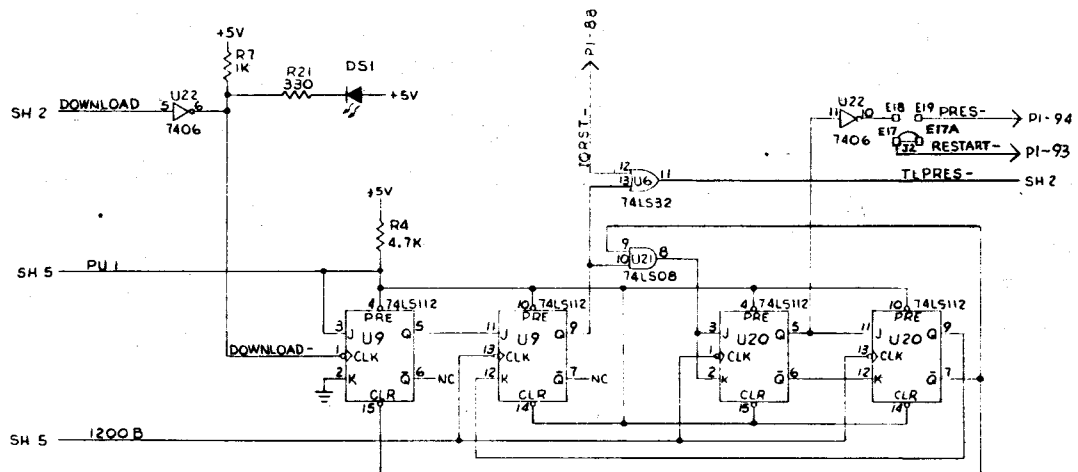 +5V
R7
1K
R21
330
DS1
+5V
SH 2
DOWNLOAD
5
U22
6
7406
P1-88
IORST-
U22
11
10
7406
E18
E19
PRES-
P1-94
E17
E17A
J2
RESTART-
P1-93
12
13
U6
11
74LS32
TLPRES-
SH 2
+5V
R4
4.7K
9
10
U21
8
74LS08
SH 5
PU 1
4
74LS112
10
74LS112
4
74LS112
10
74LS112
PRE
PRE
PRE
PRE
3
J
Q
5
11
J
Q
9
3
J
Q
5
11
J
Q
9
U9
U9
U20
U20
DOWNLOAD-
1
CLK
13
CLK
1
CLK
13
CLK
2
K
Q̄
6
NC
12
K
Q̄
7
NC
2
K
Q̄
6
12
K
Q̄
7
CLR
CLR
CLR
CLR
15
14
15
14
SH 5
1200B